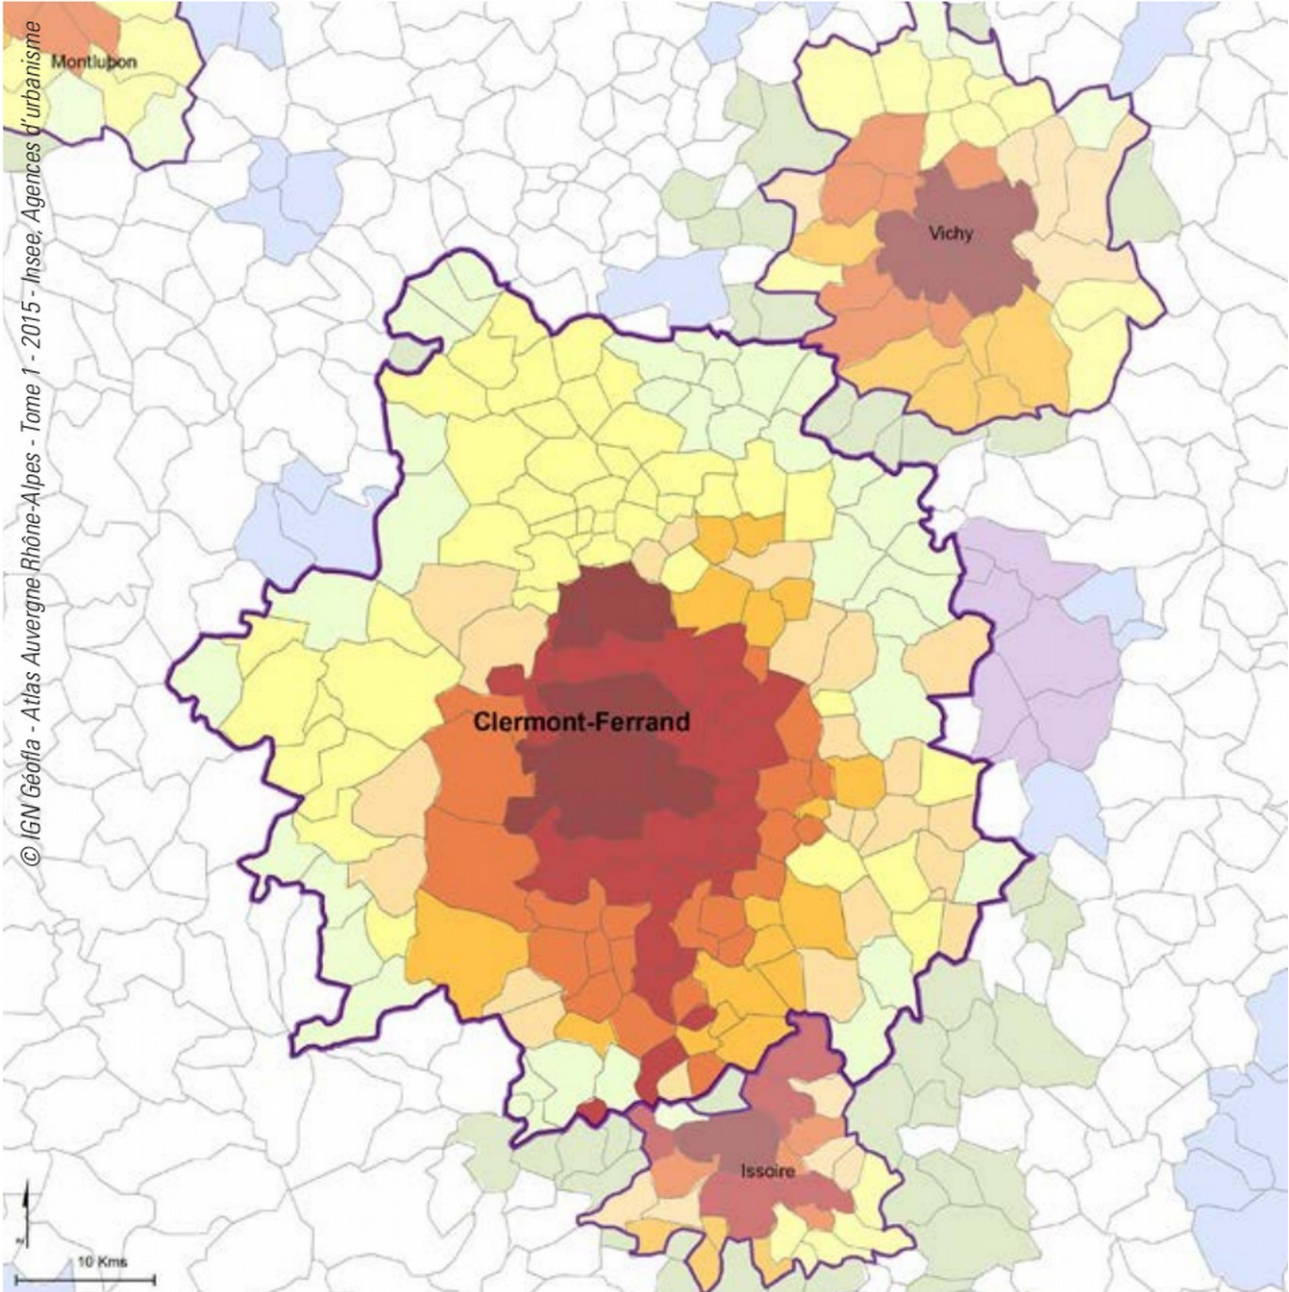 © IGN Géofla - Atlas Auvergne Rhône-Alpes - Tome 1 - 2015 - Insee, Agences d'urbanisme
Montluçon
Vichy
Clermont-Ferrand
Issoire
N
10 Kms